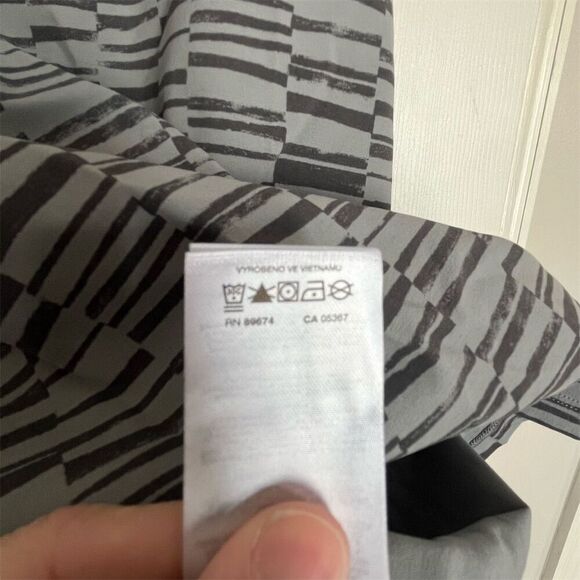 VYROBENO VE VIETNAMU
RN 89674 CA 05367